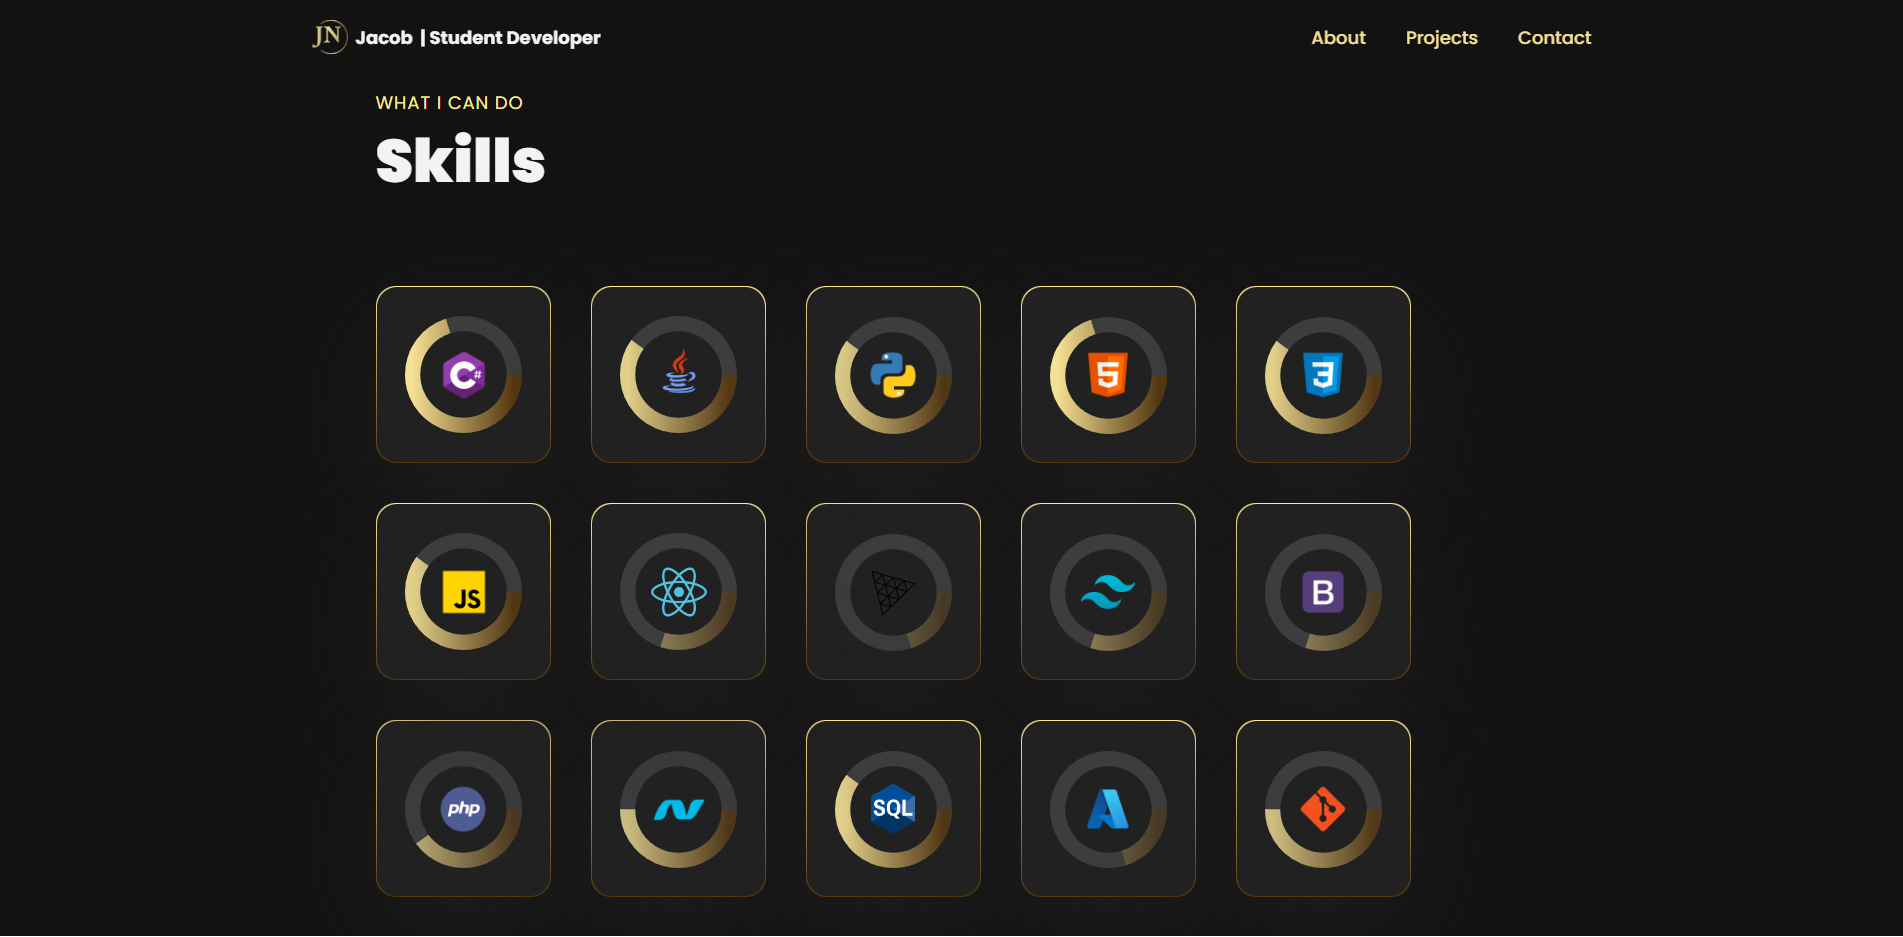 JN Jacob | Student Developer
About
Projects
Contact
WHAT I CAN DO
Skills
C#
5
3
JS
B
php
SQL